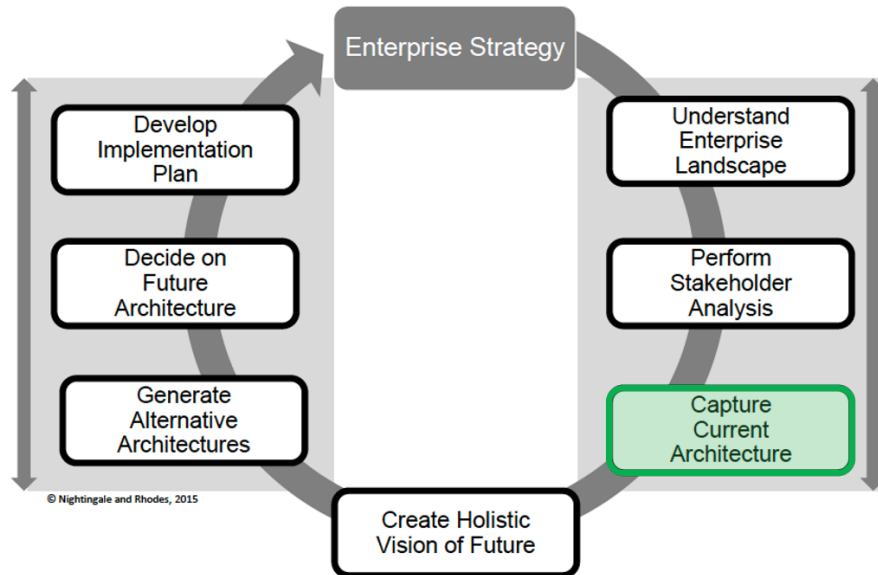 Enterprise Strategy
Understand
Enterprise
Landscape
Perform
Stakeholder
Analysis
Capture
Current
Architecture
Create Holistic
Vision of Future
Generate
Alternative
Architectures
Decide on
Future
Architecture
Develop
Implementation
Plan
© Nightingale and Rhodes, 2015